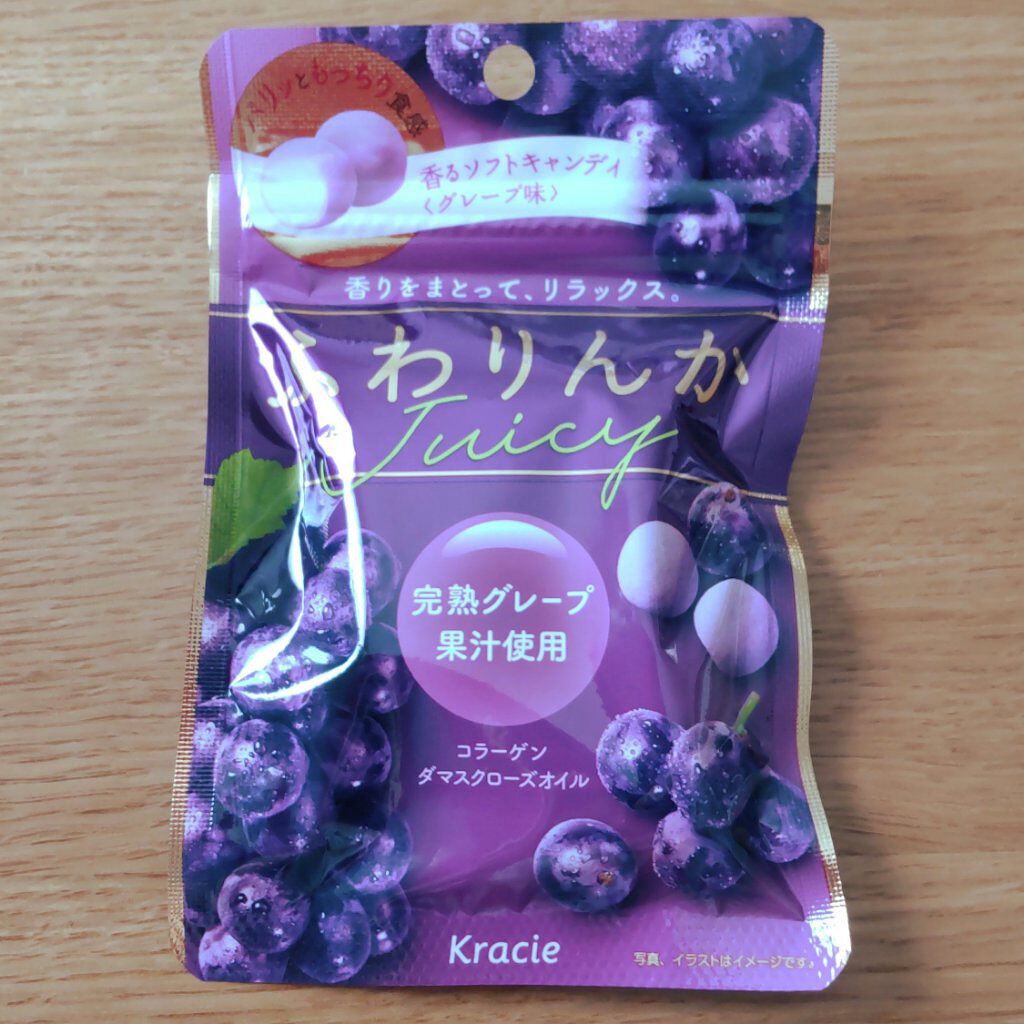 パリッともっちり食感
香るソフトキャンディ
〈グレープ味〉
香りをまとって、リラックス。
ふわりんか
Juicy
完熟グレープ
果汁使用
コラーゲン
ダマスクローズオイル
Kracie
写真、イラストはイメージです。